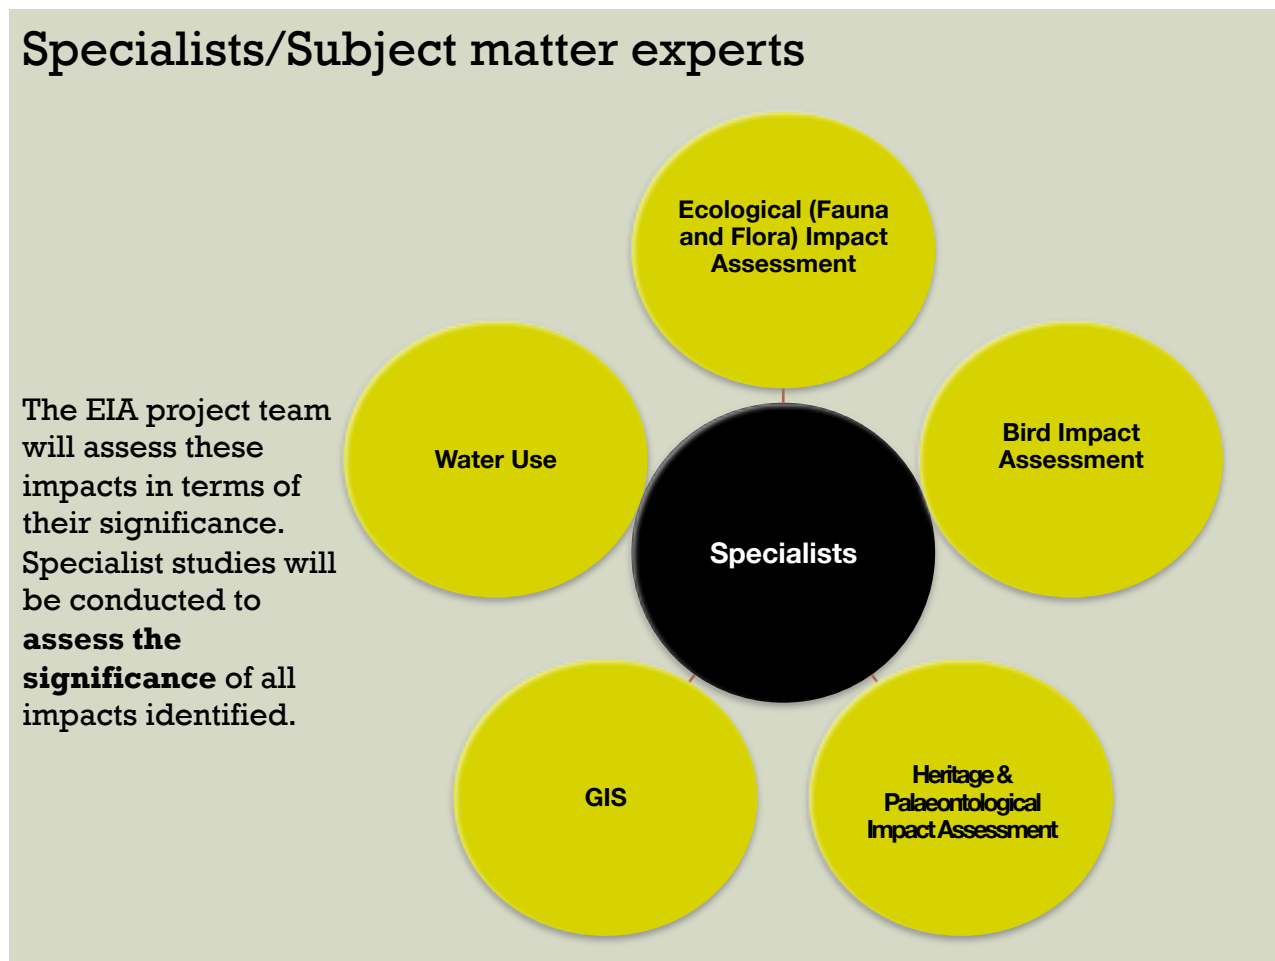 Specialists/Subject matter experts
Ecological (Fauna
and Flora) Impact
Assessment
The EIA project team
will assess these
impacts in terms of
their significance.
Specialist studies will
be conducted to
assess the
significance of all
impacts identified.
Water Use
Bird Impact
Assessment
Specialists
GIS
Heritage &
Palaeontological
Impact Assessment